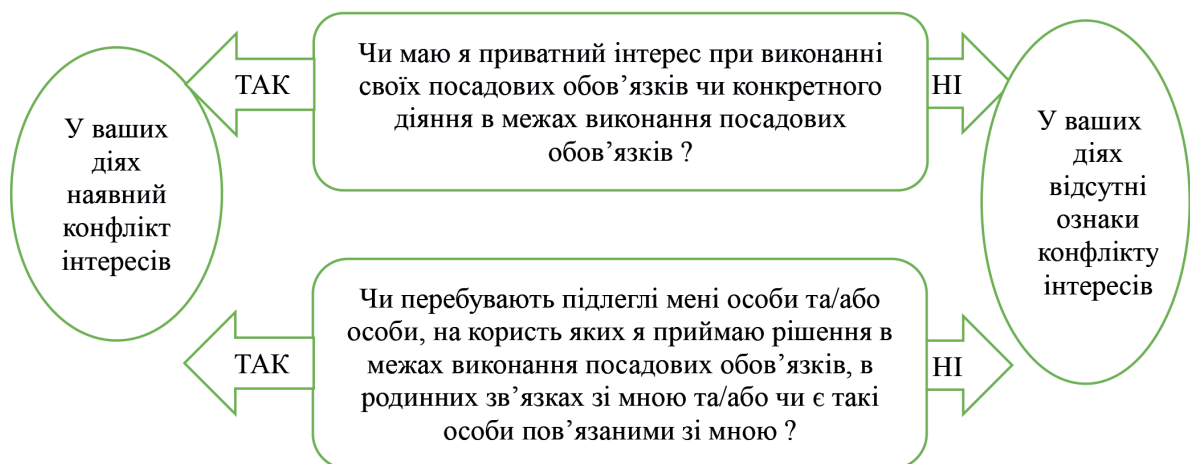 У ваших
діях
наявний
конфлікт
інтересів
ТАК
Чи маю я приватний інтерес при виконанні
своїх посадових обов’язків чи конкретного
діяння в межах виконання посадових
обов’язків ?
НІ
У ваших
діях
відсутні
ознаки
конфлікту
інтересів
ТАК
Чи перебувають підлеглі мені особи та/або
особи, на користь яких я приймаю рішення в
межах виконання посадових обов’язків, в
родинних зв’язках зі мною та/або чи є такі
особи пов’язаними зі мною ?
НІ